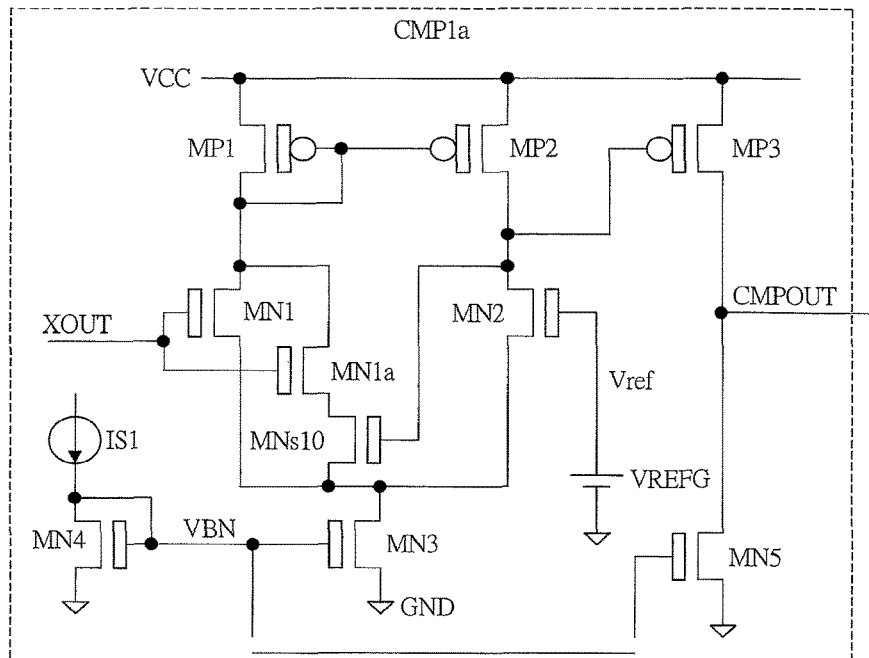 CMP1a
VCC
MP1
MP2
MP3
MN1
MN2
CMPOUT
XOUT
MN1a
Vref
IS1
MNs10
VREFG
MN4
VBN
MN3
MN5
GND